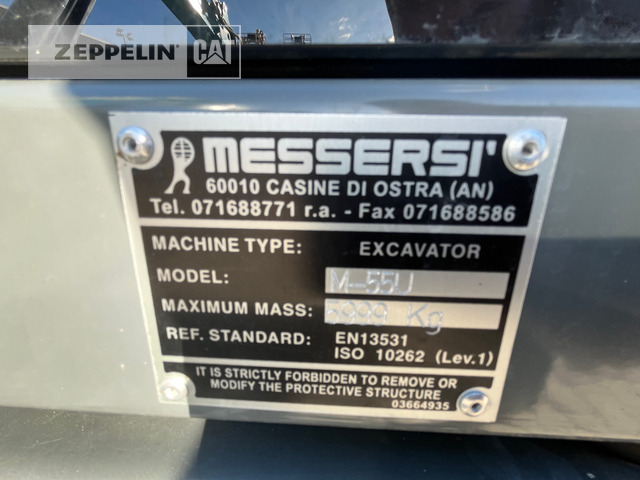 ZEPPELIN CAT
MESSERSI'
60010 CASINE DI OSTRA (AN)
Tel. 071688771 r.a. - Fax 071688586
MACHINE TYPE: EXCAVATOR
MODEL: M-55U
MAXIMUM MASS: 5999 Kg
REF. STANDARD: EN13531
ISO 10262 (Lev.1)
IT IS STRICTLY FORBIDDEN TO REMOVE OR
MODIFY THE PROTECTIVE STRUCTURE
03664935